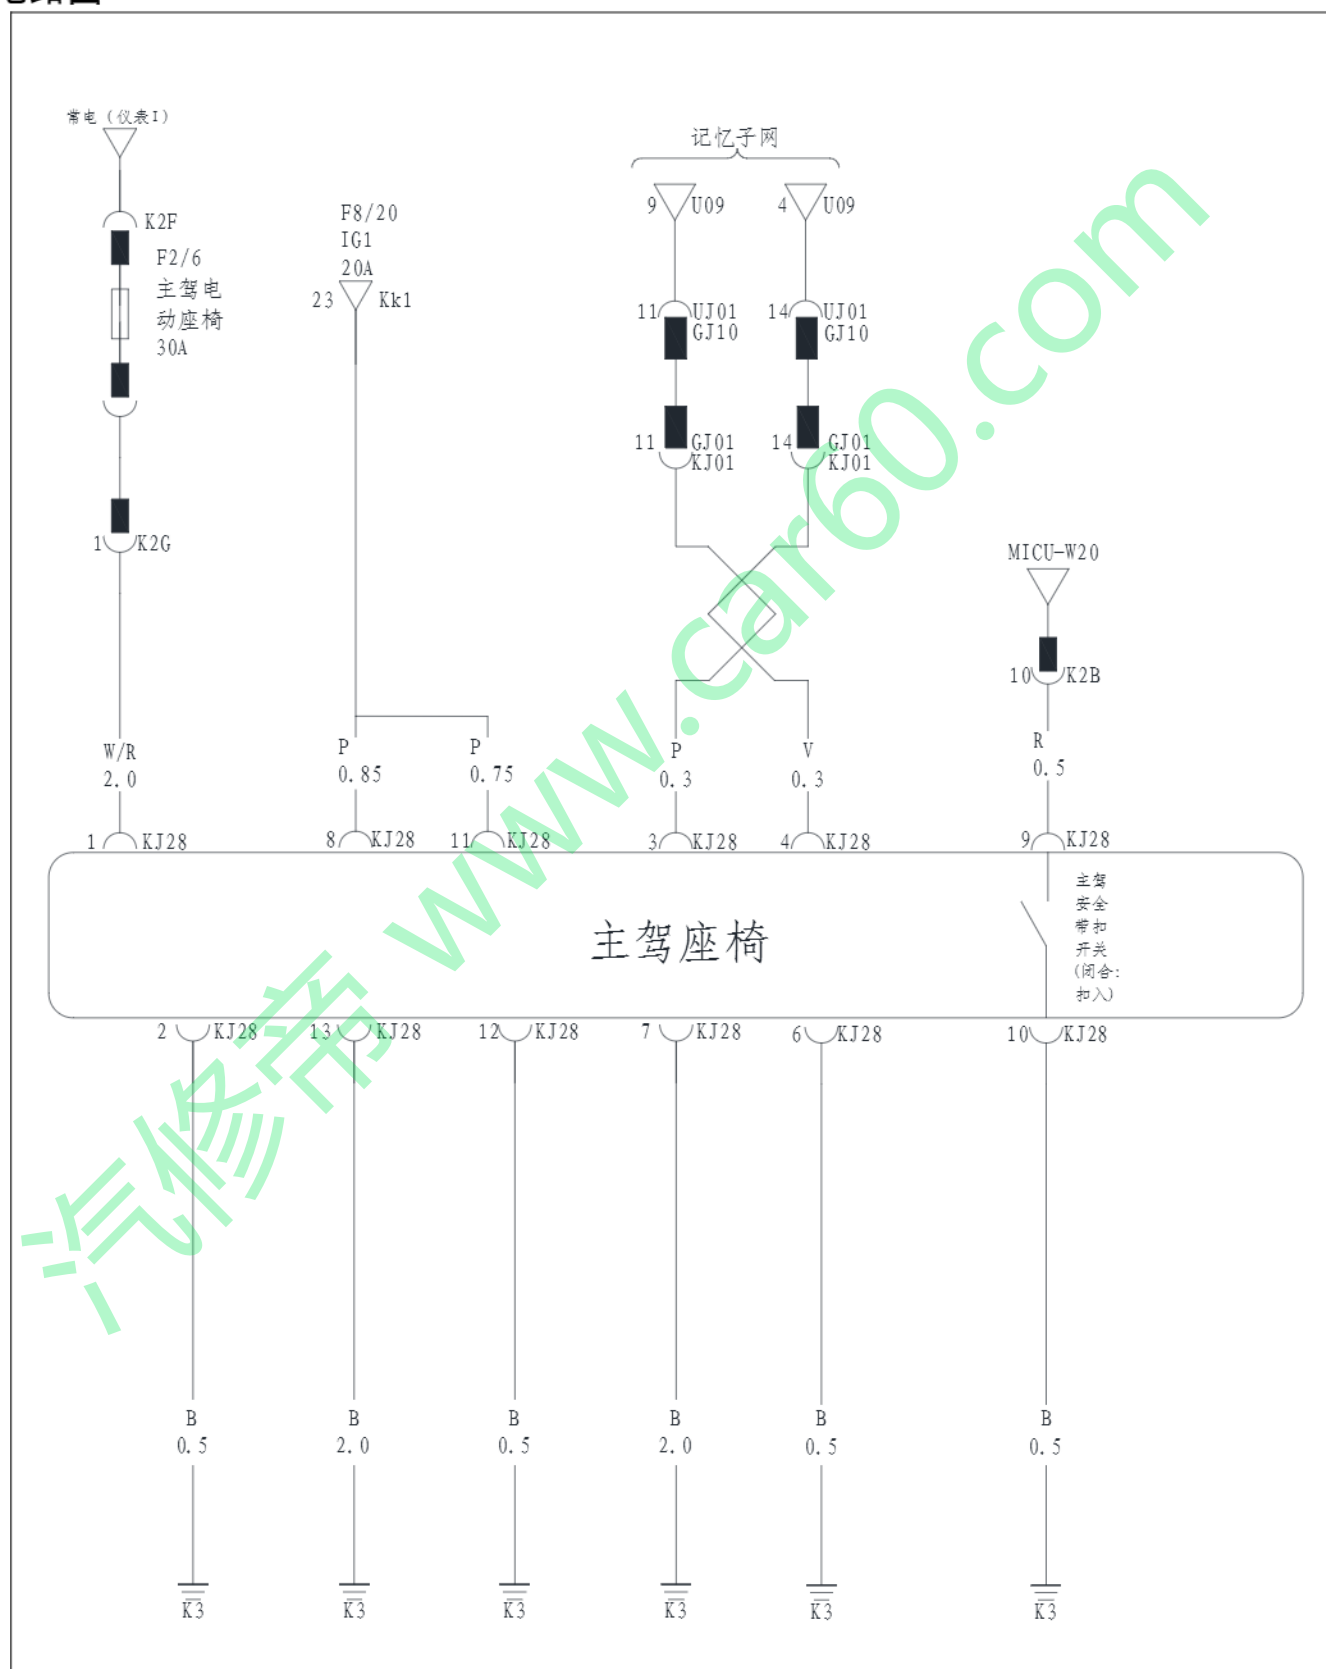 常电（仪表I）
K2F
F2/6
主驾电
动座椅
30A
1 K2G
F8/20
IG1
20A
23 Kk1
记忆子网
9 U09
4 U09
11 UJ01
GJ10
14 UJ01
GJ10
11 GJ01
KJ01
14 GJ01
KJ01
MICU-W20
10 K2B
W/R
2.0
P
0.85
P
0.75
P
0.3
V
0.3
R
0.5
1 KJ28
8 KJ28
11 KJ28
3 KJ28
4 KJ28
9 KJ28
主驾座椅
主驾
安全
带扣
开关
(闭合:
扣入)
2 KJ28
13 KJ28
12 KJ28
7 KJ28
6 KJ28
10 KJ28
B
0.5
B
2.0
B
0.5
B
2.0
B
0.5
B
0.5
K3
K3
K3
K3
K3
K3
汽修帝 www.car60.com